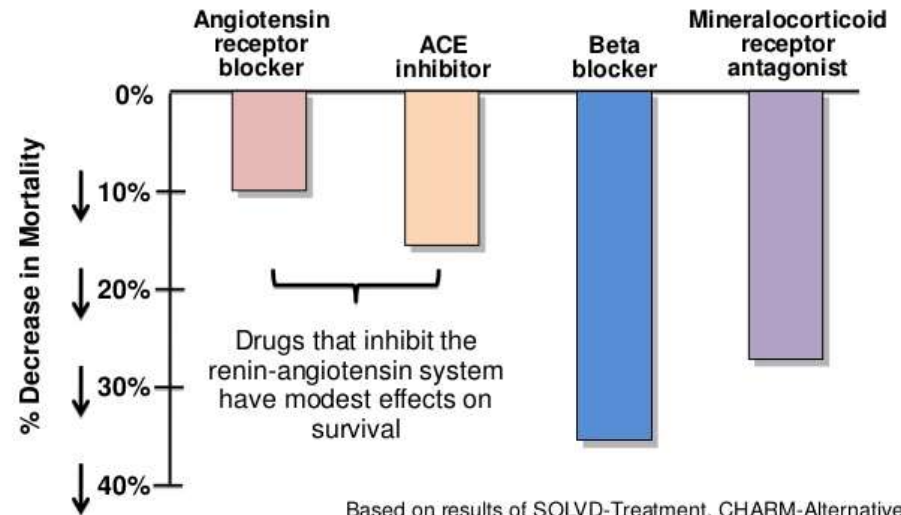 Angiotensin
receptor
blocker
ACE
inhibitor
Beta
blocker
Mineralocorticoid
receptor
antagonist
0%
10%
20%
30%
40%
% Decrease in Mortality
Drugs that inhibit the
renin-angiotensin system
have modest effects on
survival
Based on results of SOLVD-Treatment, CHARM-Alternative